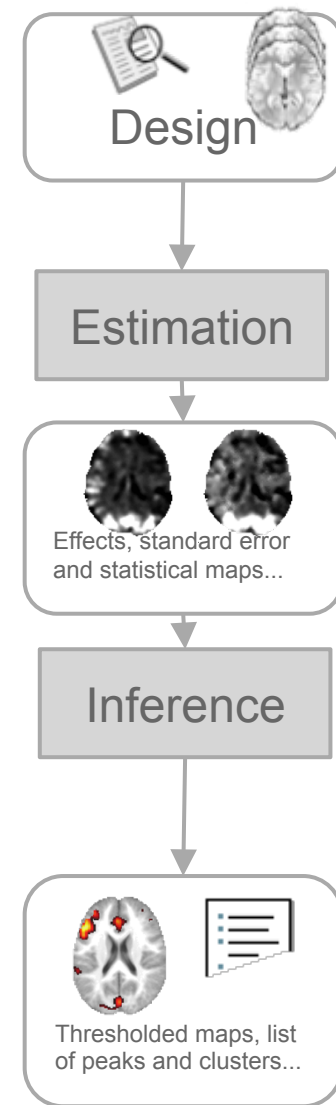 Design
Estimation
Effects, standard error
and statistical maps...
Inference
Thresholded maps, list
of peaks and clusters...